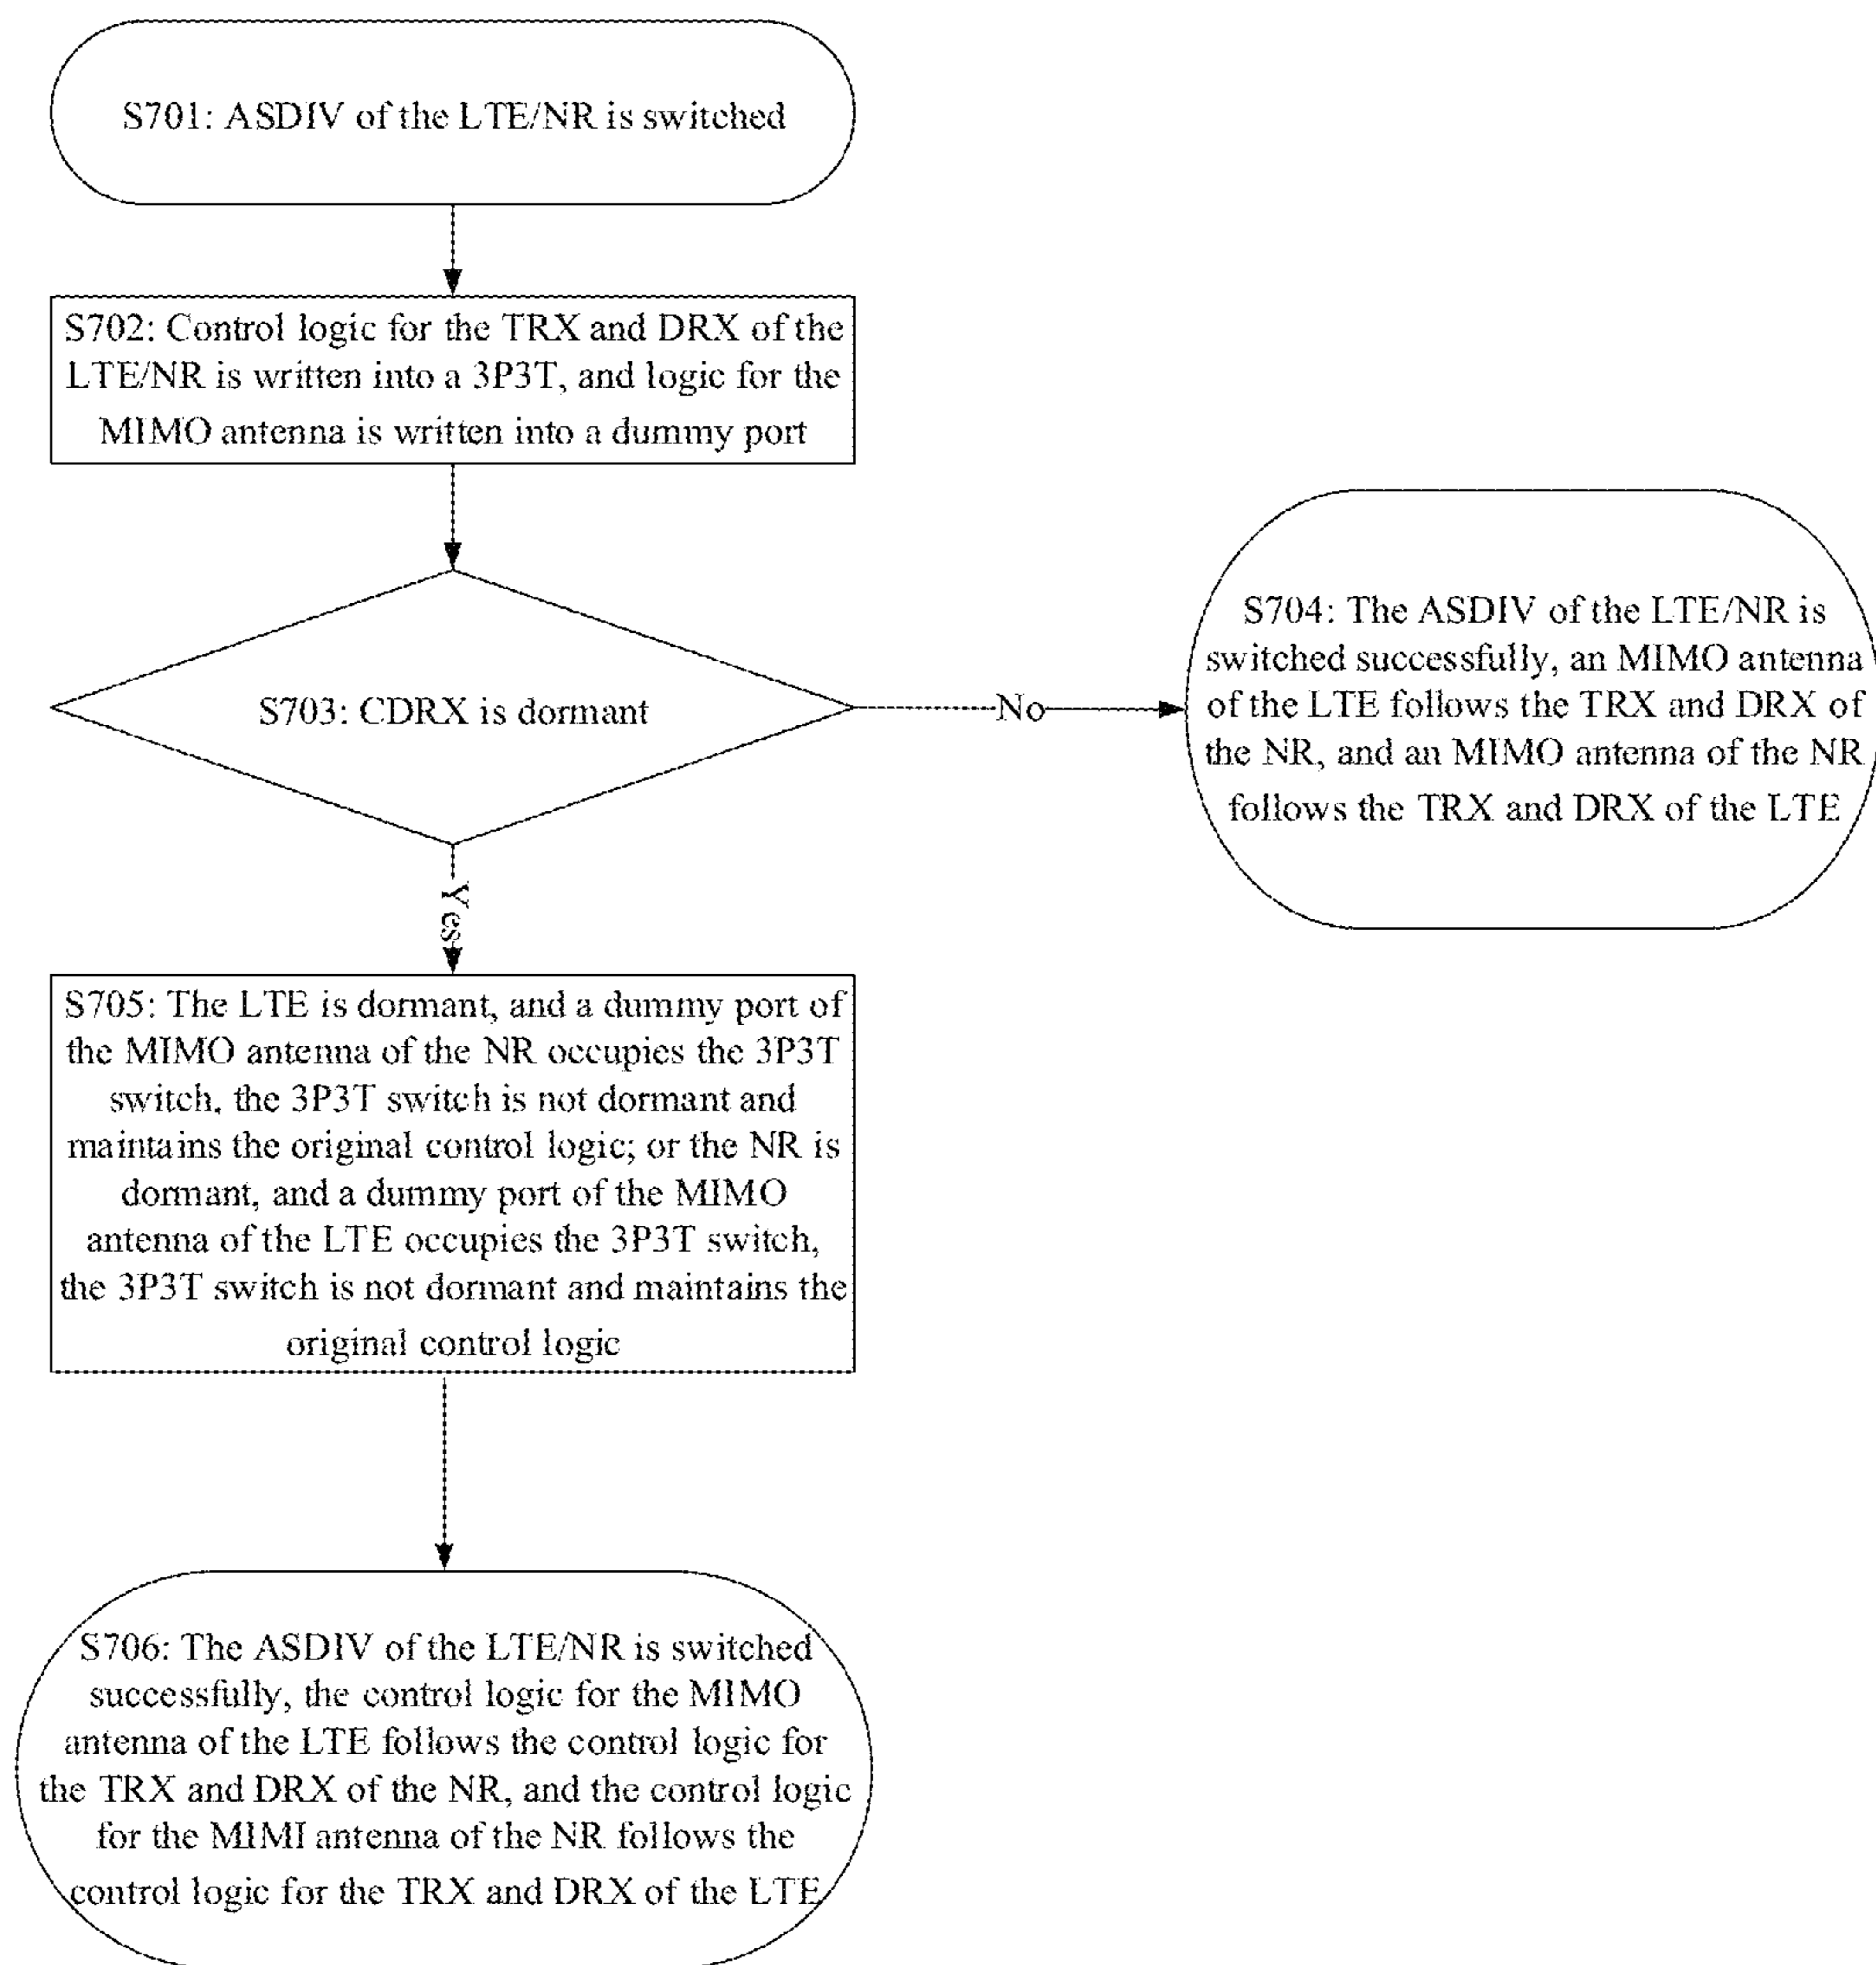 S701: ASDIV of the LTE/NR is switched
S702: Control logic for the TRX and DRX of the
LTE/NR is written into a 3P3T, and logic for the
MIMO antenna is written into a dummy port
S703: CDRX is dormant
No
S704: The ASDIV of the LTE/NR is
switched successfully, an MIMO antenna
of the LTE follows the TRX and DRX of
the NR, and an MIMO antenna of the NR
follows the TRX and DRX of the LTE
Yes
S705: The LTE is dormant, and a dummy port of
the MIMO antenna of the NR occupies the 3P3T
switch, the 3P3T switch is not dormant and
maintains the original control logic; or the NR is
dormant, and a dummy port of the MIMO
antenna of the LTE occupies the 3P3T switch,
the 3P3T switch is not dormant and maintains the
original control logic
S706: The ASDIV of the LTE/NR is switched
successfully, the control logic for the MIMO
antenna of the LTE follows the control logic for
the TRX and DRX of the NR, and the control logic
for the MIMI antenna of the NR follows the
control logic for the TRX and DRX of the LTE